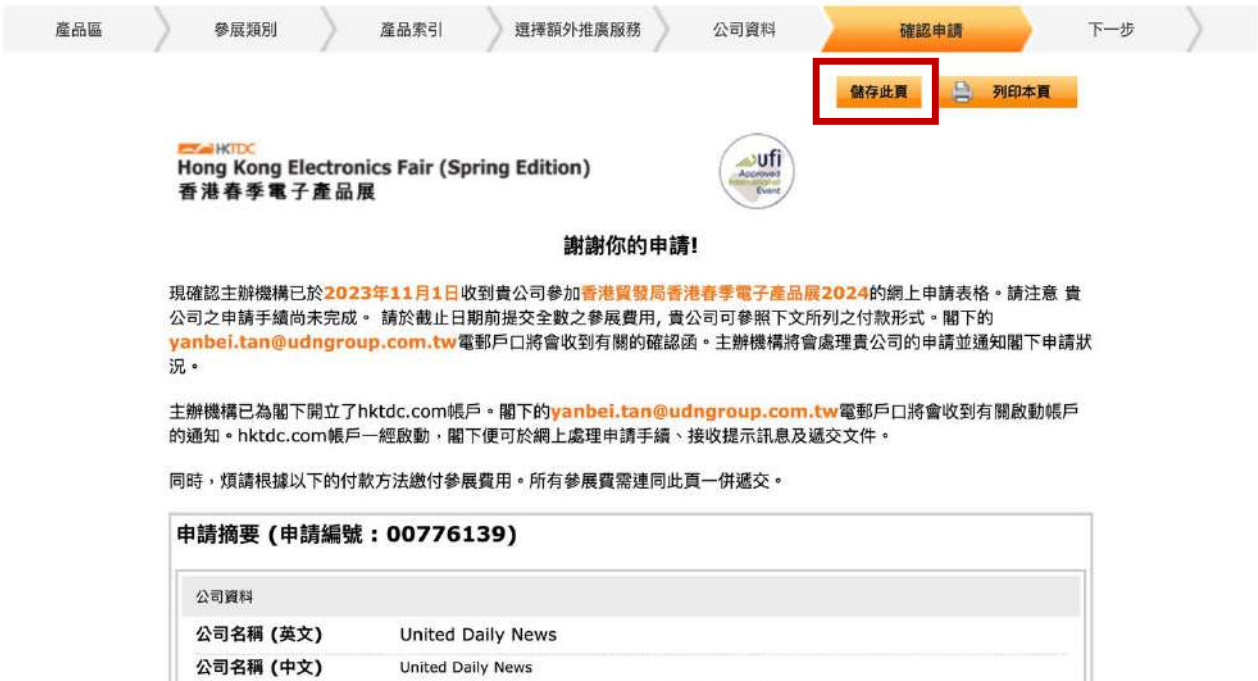 產品區 參展類別 產品索引 選擇額外推廣服務 公司資料 確認申請 下一步
儲存此頁 列印本頁
HKTDC
Hong Kong Electronics Fair (Spring Edition)
香港春季電子產品展
ufi
Approved
International
Event
謝謝你的申請!
現確認主辦機構已於2023年11月1日收到貴公司參加香港貿發局香港春季電子產品展2024的網上申請表格。請注意 貴
公司之申請手續尚未完成。 請於截止日期前提交全數之參展費用, 貴公司可參照下文所列之付款形式。閣下的
yanbei.tan@udngroup.com.tw電郵戶口將會收到有關的確認函。主辦機構將會處理貴公司的申請並通知閣下申請狀
況。
主辦機構已為閣下開立了hktdc.com帳戶。閣下的yanbei.tan@udngroup.com.tw電郵戶口將會收到有關啟動帳戶
的通知。hktdc.com帳戶一經啟動，閣下便可於網上處理申請手續、接收提示訊息及遞交文件。
同時，煩請根據以下的付款方法繳付參展費用。所有參展費需連同此頁一併遞交。
申請摘要 (申請編號：00776139)
公司資料
公司名稱 (英文) United Daily News
公司名稱 (中文) United Daily News